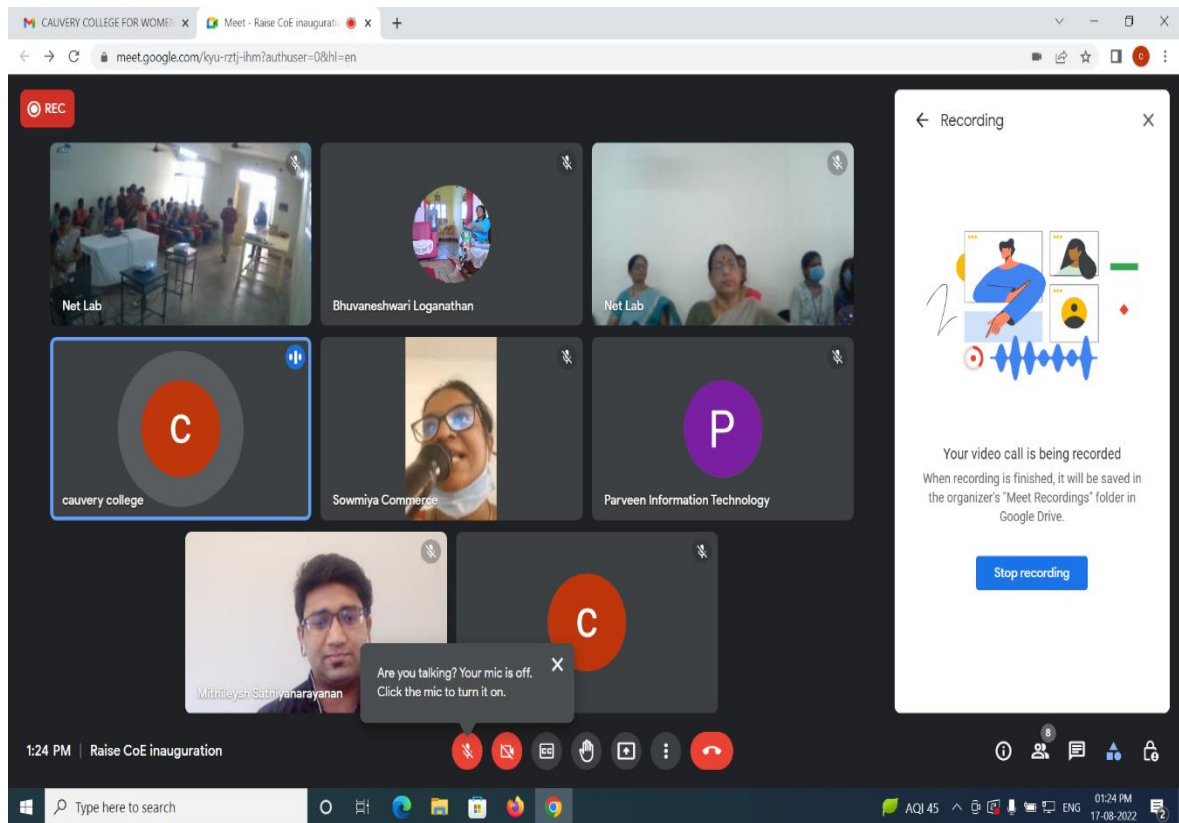 CAUVERY COLLEGE FOR WOMEN
Meet - Raise CoE inauguratio
meet.google.com/kyu-rztj-ihm?authuser=0&hl=en
C
REC
Recording
Net Lab
Bhuvaneshwari Loganathan
Net Lab
C
P
cauvery college
Sowmiya Commerce
Parveen Information Technology
Your video call is being recorded
When recording is finished, it will be saved in
the organizer's "Meet Recordings" folder in
Google Drive.
Stop recording
C
Mithileysh Sathiyanarayanan
Are you talking? Your mic is off.
Click the mic to turn it on.
1:24 PM | Raise CoE inauguration
CC
8
Type here to search
AQI 45
ENG
01:24 PM
17-08-2022
2